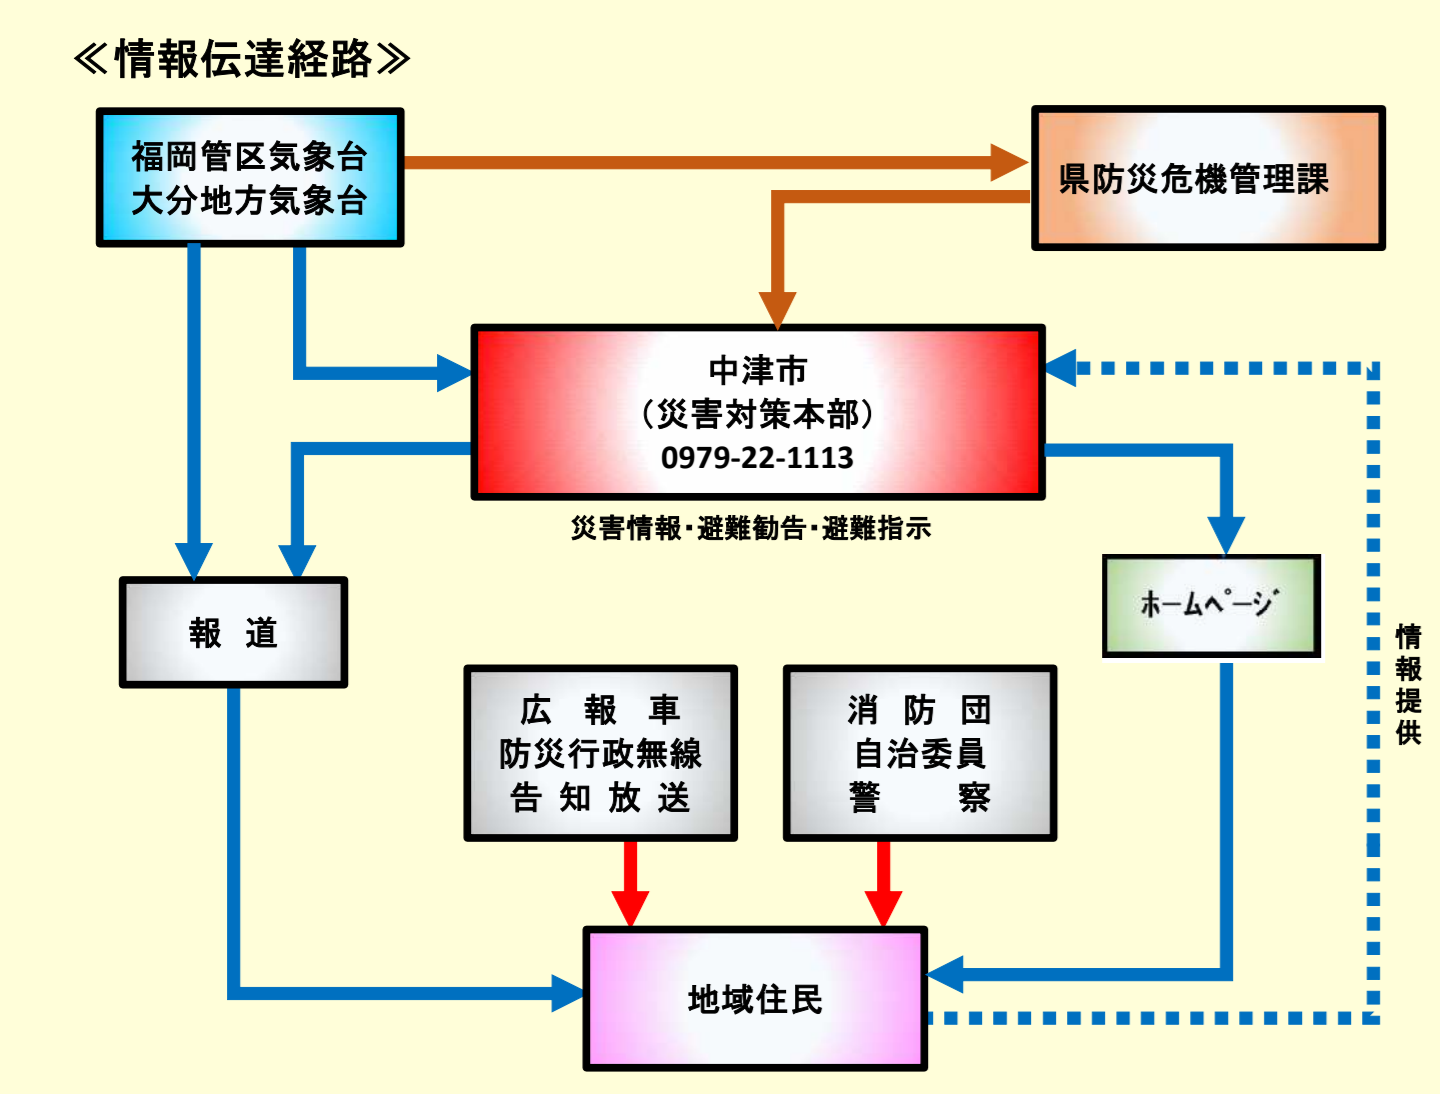 ≪情報伝達経路≫
福岡管区気象台
大分地方気象台
県防災危機管理課
中津市
（災害対策本部）
0979-22-1113
災害情報・避難勧告・避難指示
報 道
ﾎｰﾑﾍﾟｰｼﾞ
広 報 車
防災行政無線
告 知 放 送
消 防 団
自治委員
警 察
情報提供
地域住民